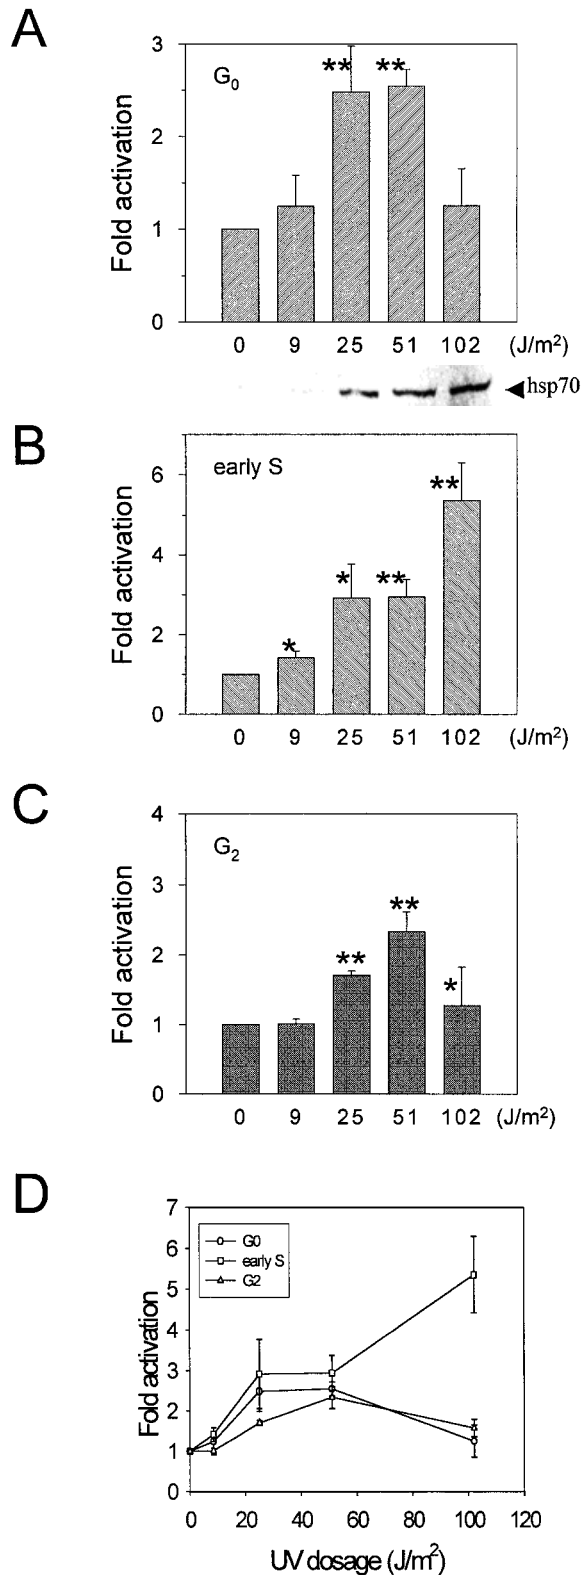 A
3
**
**
G₀
2
Fold activation
1
0
0 9 25 51 102 (J/m²)
hsp70
B
early S
6
**
4
*
**
Fold activation
2
*
0
0 9 25 51 102 (J/m²)
C
4
G₂
3
**
**
2
*
Fold activation
1
0
0 9 25 51 102 (J/m²)
D
7
G0
early S
G2
6
5
4
3
2
1
0
Fold activation
0 20 40 60 80 100 120
UV dosage (J/m²)